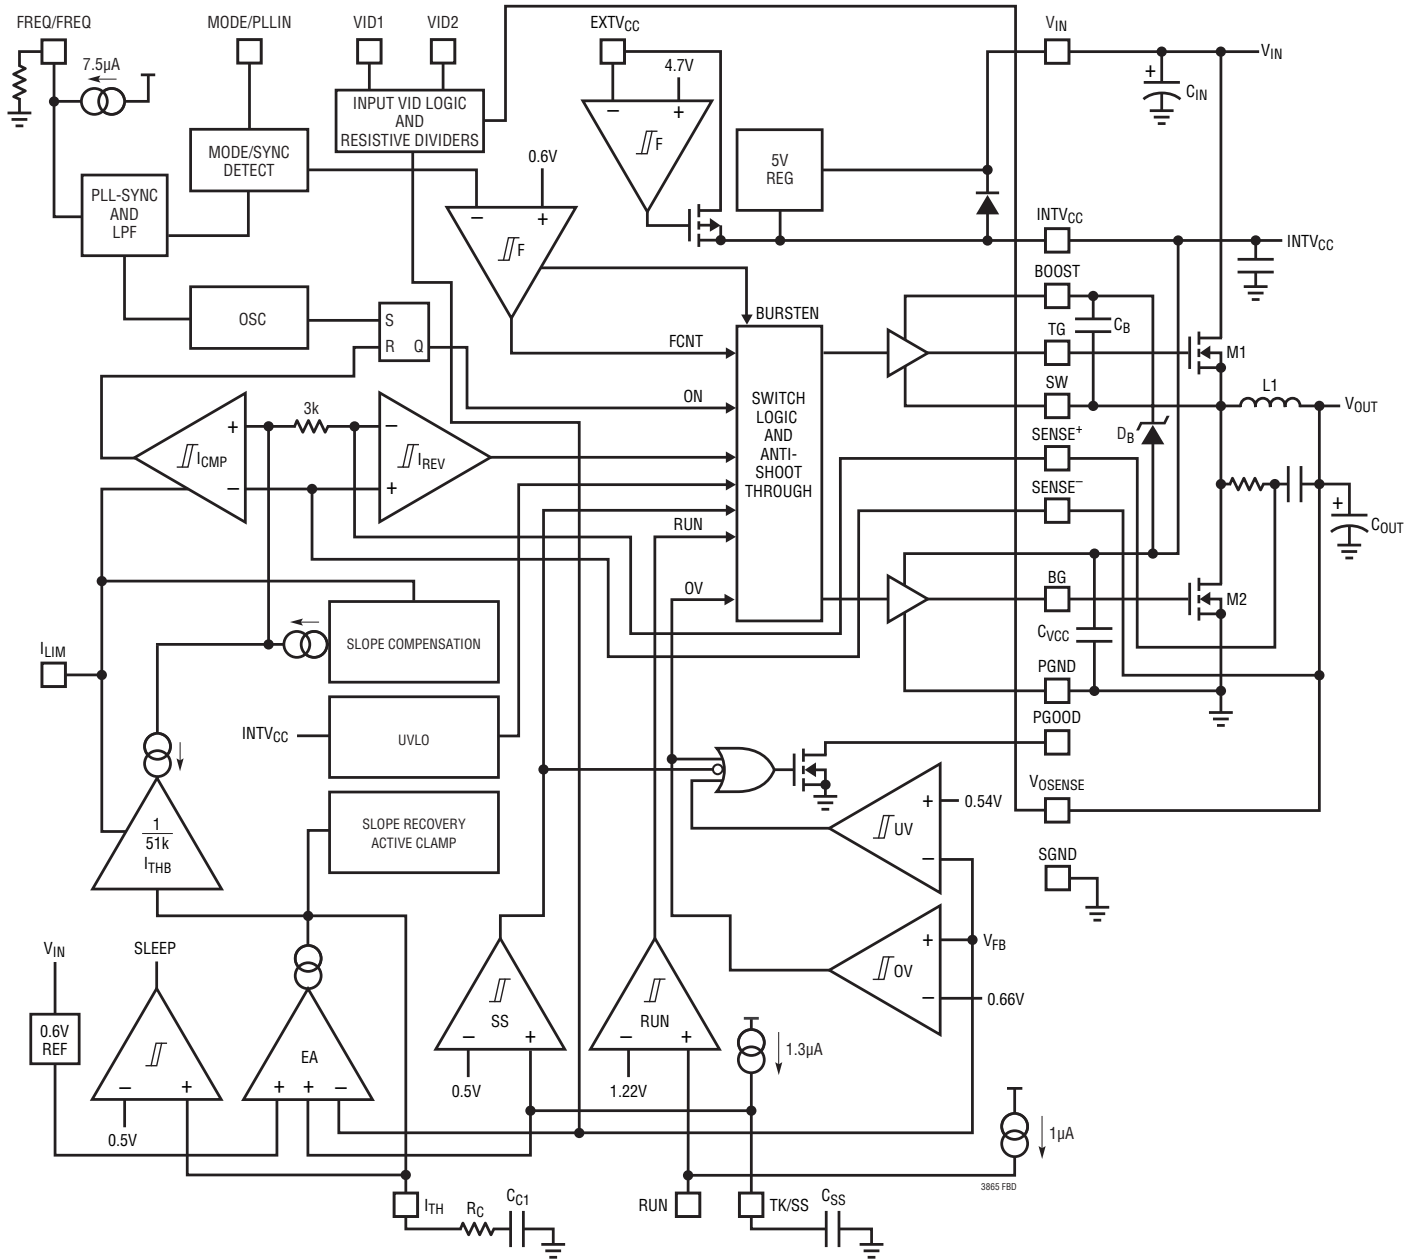 FREQ/FREQ
MODE/PLLIN
VID1
VID2
EXTVCC
VIN
7.5µA
4.7V
VIN
+
CIN
INPUT VID LOGIC
AND
RESISTIVE DIVIDERS
–
+
F
5V
REG
MODE/SYNC
DETECT
0.6V
PLL-SYNC
AND
LPF
–
+
F
INTVCC
INTVCC
BOOST
OSC
S
R
Q
BURSTEN
FCNT
TG
CB
M1
SW
L1
VOUT
ON
SWITCH
LOGIC
AND
ANTI-
SHOOT
THROUGH
3k
+
–
ICMP
–
+
IREV
SENSE+
DB
SENSE–
+
COUT
RUN
OV
BG
M2
CVCC
SLOPE COMPENSATION
ILIM
PGND
PGOOD
INTVCC
UVLO
VOSENSE
+
0.54V
UV
–
SLOPE RECOVERY
ACTIVE CLAMP
1
51k
ITHB
SGND
VIN
SLEEP
+
VFB
OV
–
0.66V
0.6V
REF
–
+
0.5V
EA
+
+
–
SS
–
+
0.5V
RUN
–
+
1.22V
1.3µA
1µA
ITH
RC
CC1
RUN
TK/SS
CSS
3865 FBD